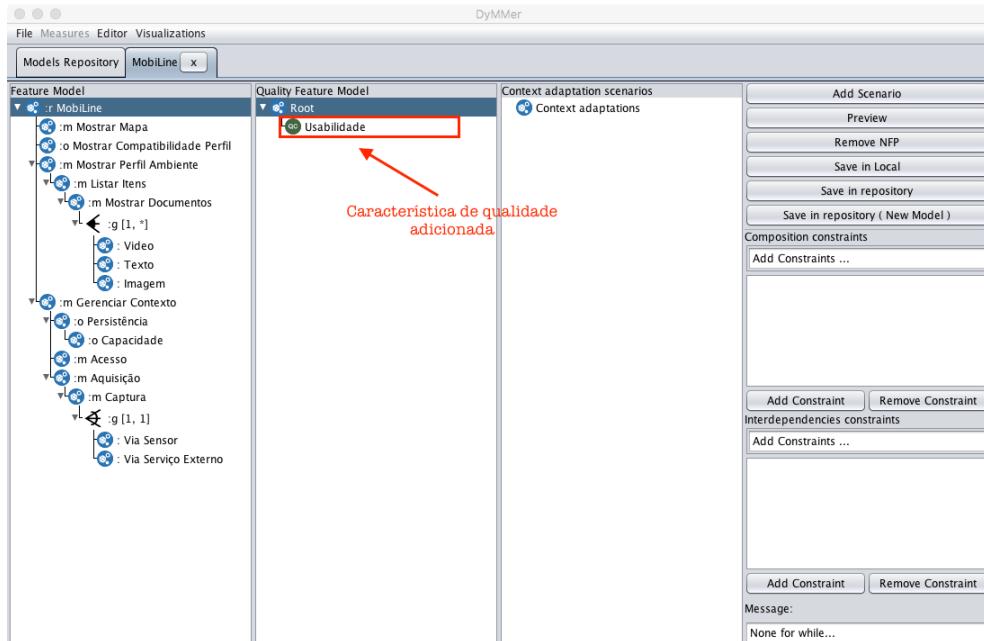 DyMMer
File Measures Editor Visualizations
Models Repository
MobiLine x
Feature Model
:r MobiLine
:m Mostrar Mapa
:o Mostrar Compatibilidade Perfil
:m Mostrar Perfil Ambiente
:m Listar Itens
:m Mostrar Documentos
:g [1, *]
: Video
: Texto
: Imagem
:m Gerenciar Contexto
:o Persistência
:o Capacidade
:m Acesso
:m Aquisição
:m Captura
:g [1, 1]
: Via Sensor
: Via Serviço Externo
Quality Feature Model
Root
QC Usabilidade
Característica de qualidade
adicionada
Context adaptation scenarios
Context adaptations
Add Scenario
Preview
Remove NFP
Save in Local
Save in repository
Save in repository ( New Model )
Composition constraints
Add Constraints ...
Add Constraint Remove Constraint
Interdependencies constraints
Add Constraints ...
Add Constraint Remove Constraint
Message:
None for while...